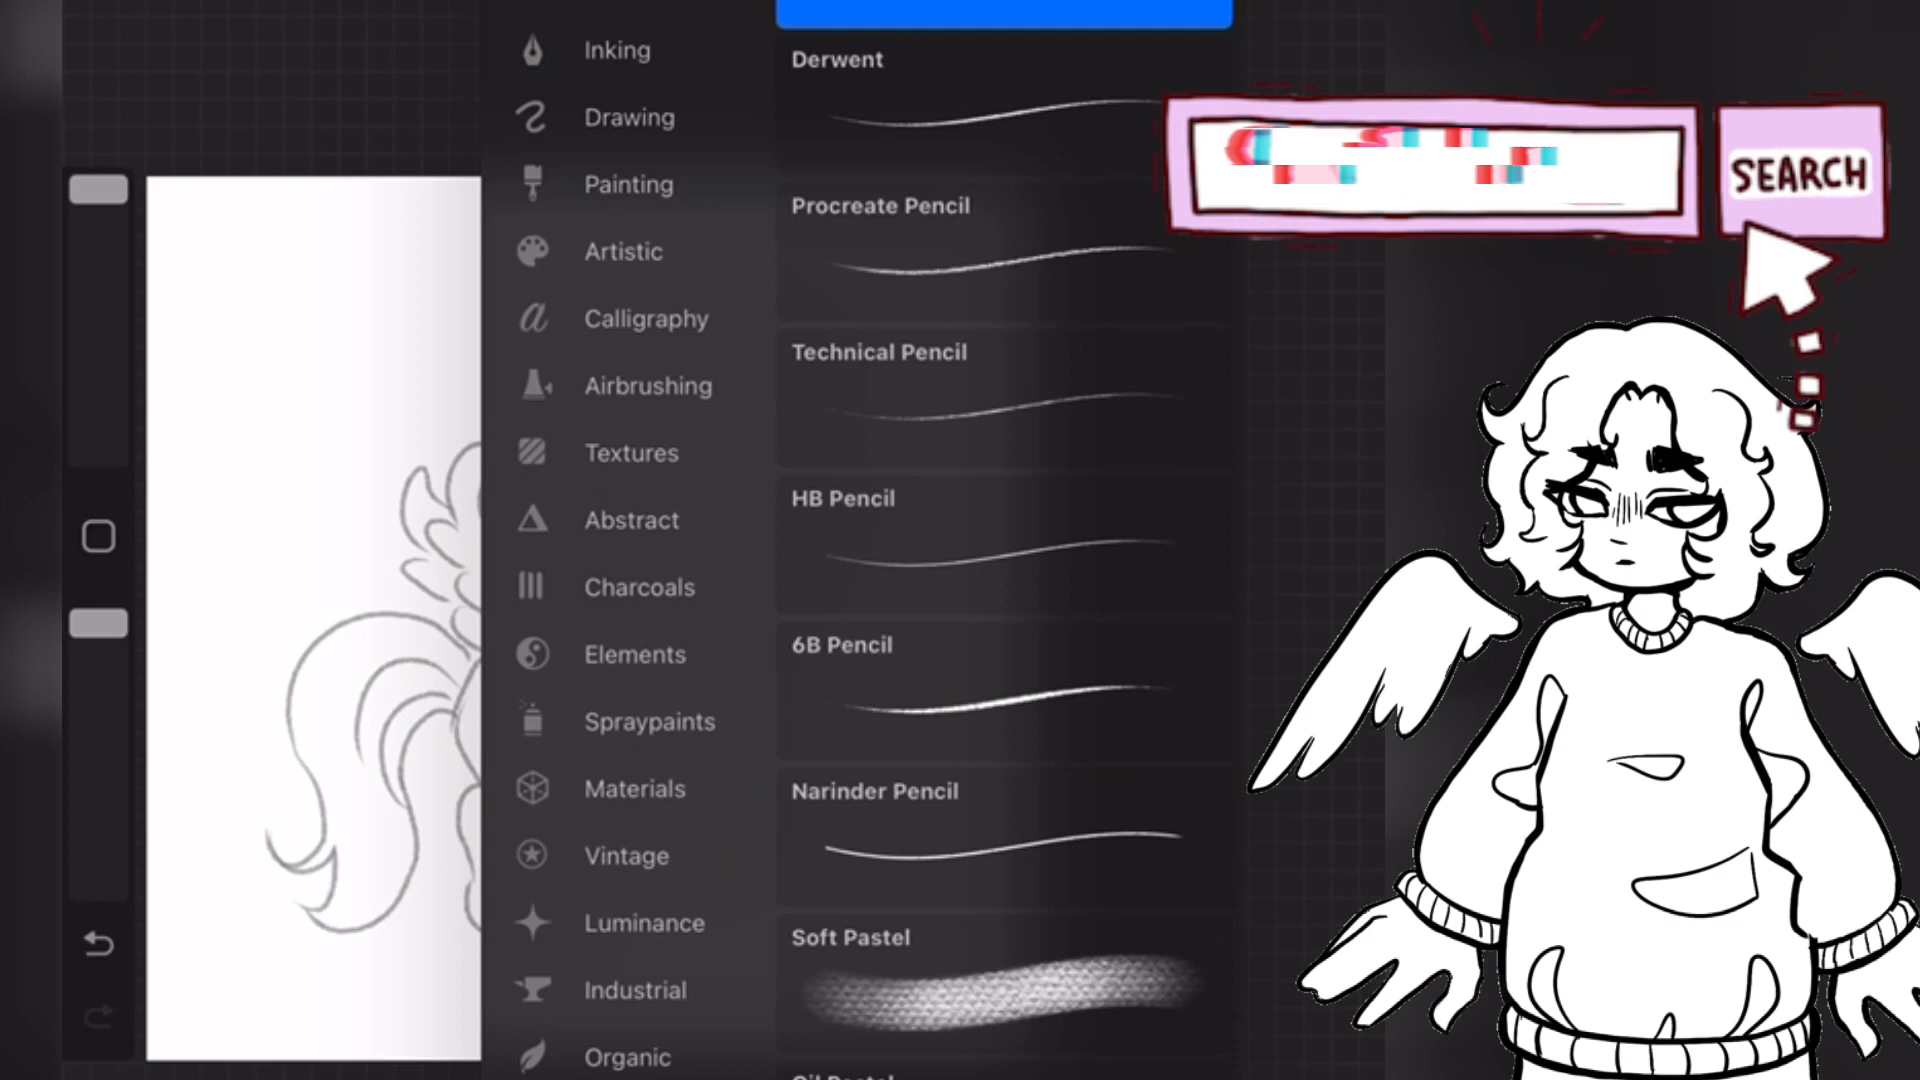 Inking
Drawing
Painting
Artistic
Calligraphy
Airbrushing
Textures
Abstract
Charcoals
Elements
Spraypaints
Materials
Vintage
Luminance
Industrial
Organic
Derwent
Procreate Pencil
Technical Pencil
HB Pencil
6B Pencil
Narinder Pencil
Soft Pastel
SEARCH